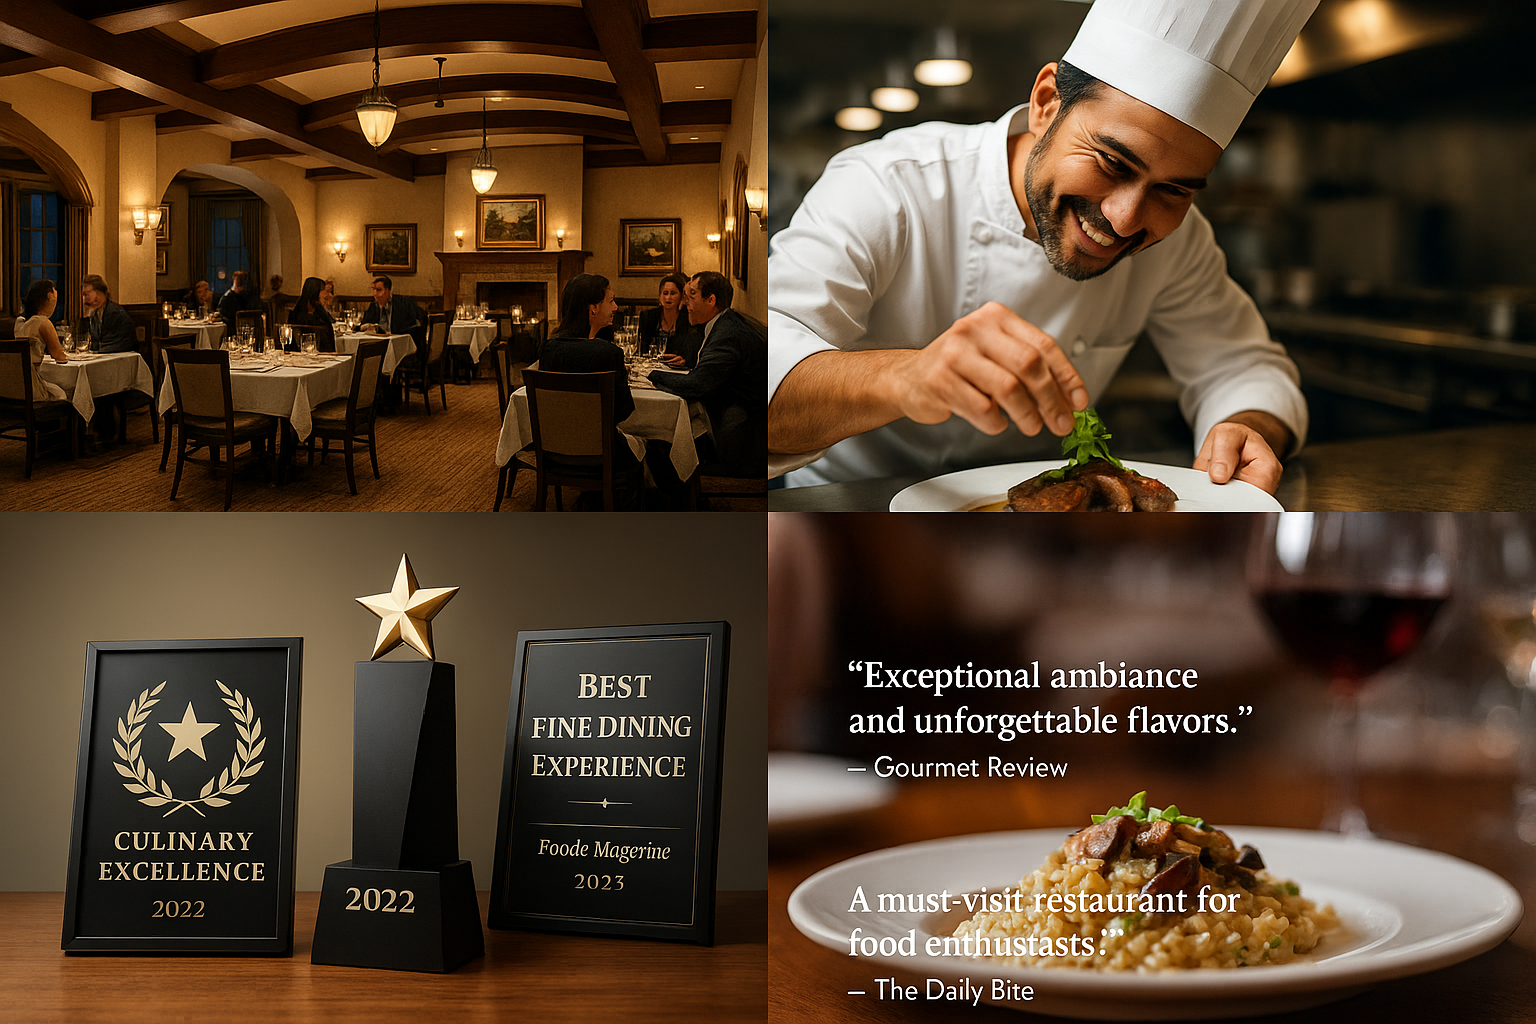 CULINARY
EXCELLENCE
2022
2022
BEST
FINE DINING
EXPERIENCE
Foode Magerine
2023
“Exceptional ambiance
and unforgettable flavors.”
— Gourmet Review
A must-visit restaurant for
food enthustasts.”
— The Daily Bite